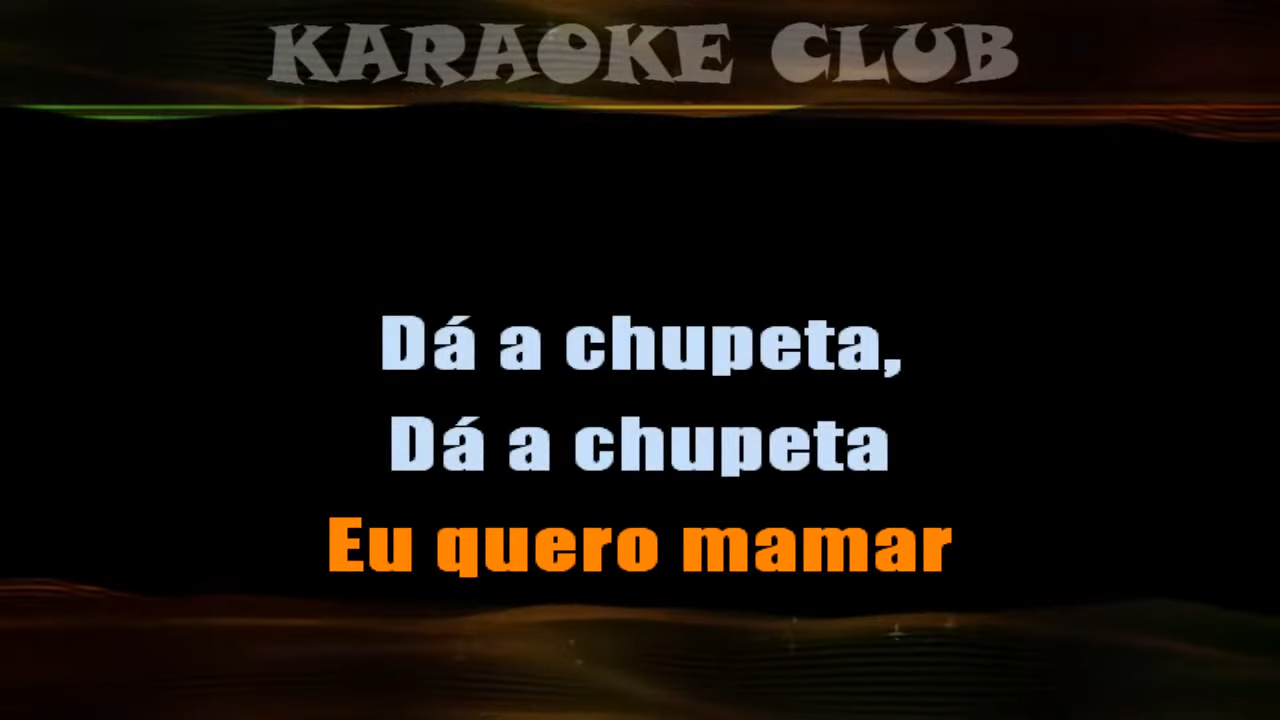 KARAOKE CLUB
Dá a chupeta,
Dá a chupeta
Eu quero mamar